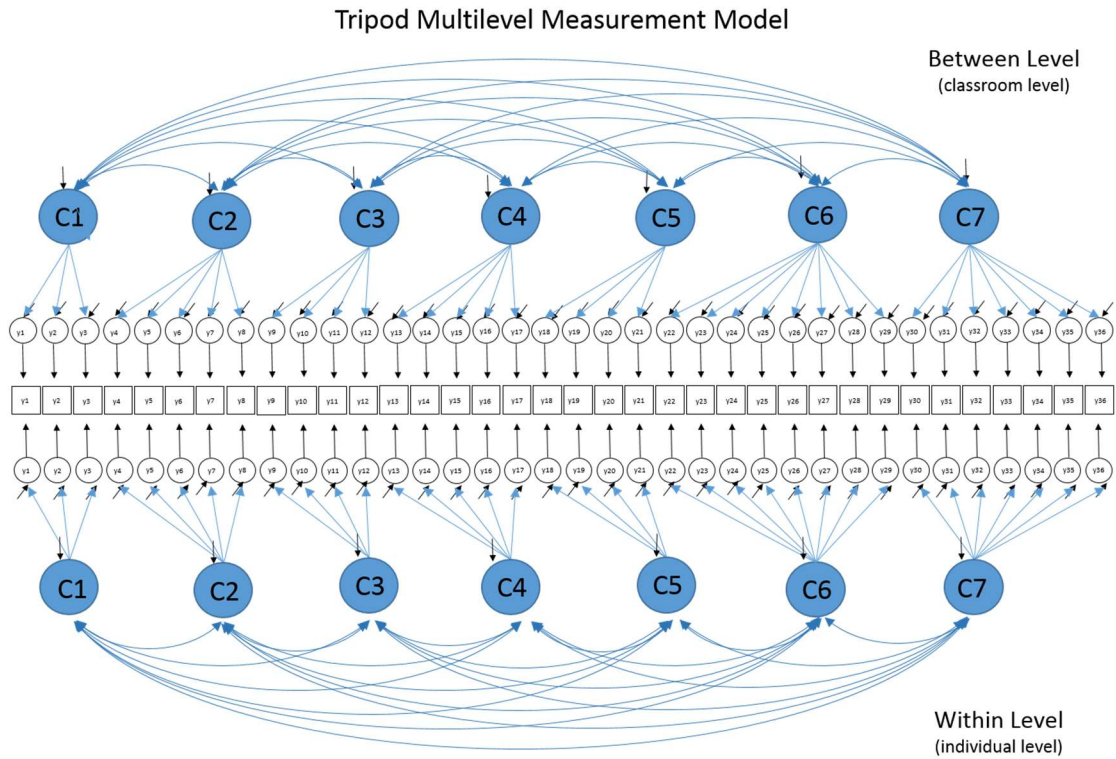 Tripod Multilevel Measurement Model
Between Level
(classroom level)
C1 C2 C3 C4 C5 C6 C7
y1 y2 y3 y4 y5 y6 y7 y8 y9 y10 y11 y12 y13 y14 y15 y16 y17 y18 y19 y20 y21 y22 y23 y24 y25 y26 y27 y28 y29 y30 y31 y32 y33 y34 y35 y36
y1 y2 y3 y4 y5 y6 y7 y8 y9 y10 y11 y12 y13 y14 y15 y16 y17 y18 y19 y20 y21 y22 y23 y24 y25 y26 y27 y28 y29 y30 y31 y32 y33 y34 y35 y36
y1 y2 y3 y4 y5 y6 y7 y8 y9 y10 y11 y12 y13 y14 y15 y16 y17 y18 y19 y20 y21 y22 y23 y24 y25 y26 y27 y28 y29 y30 y31 y32 y33 y34 y35 y36
C1 C2 C3 C4 C5 C6 C7
Within Level
(individual level)